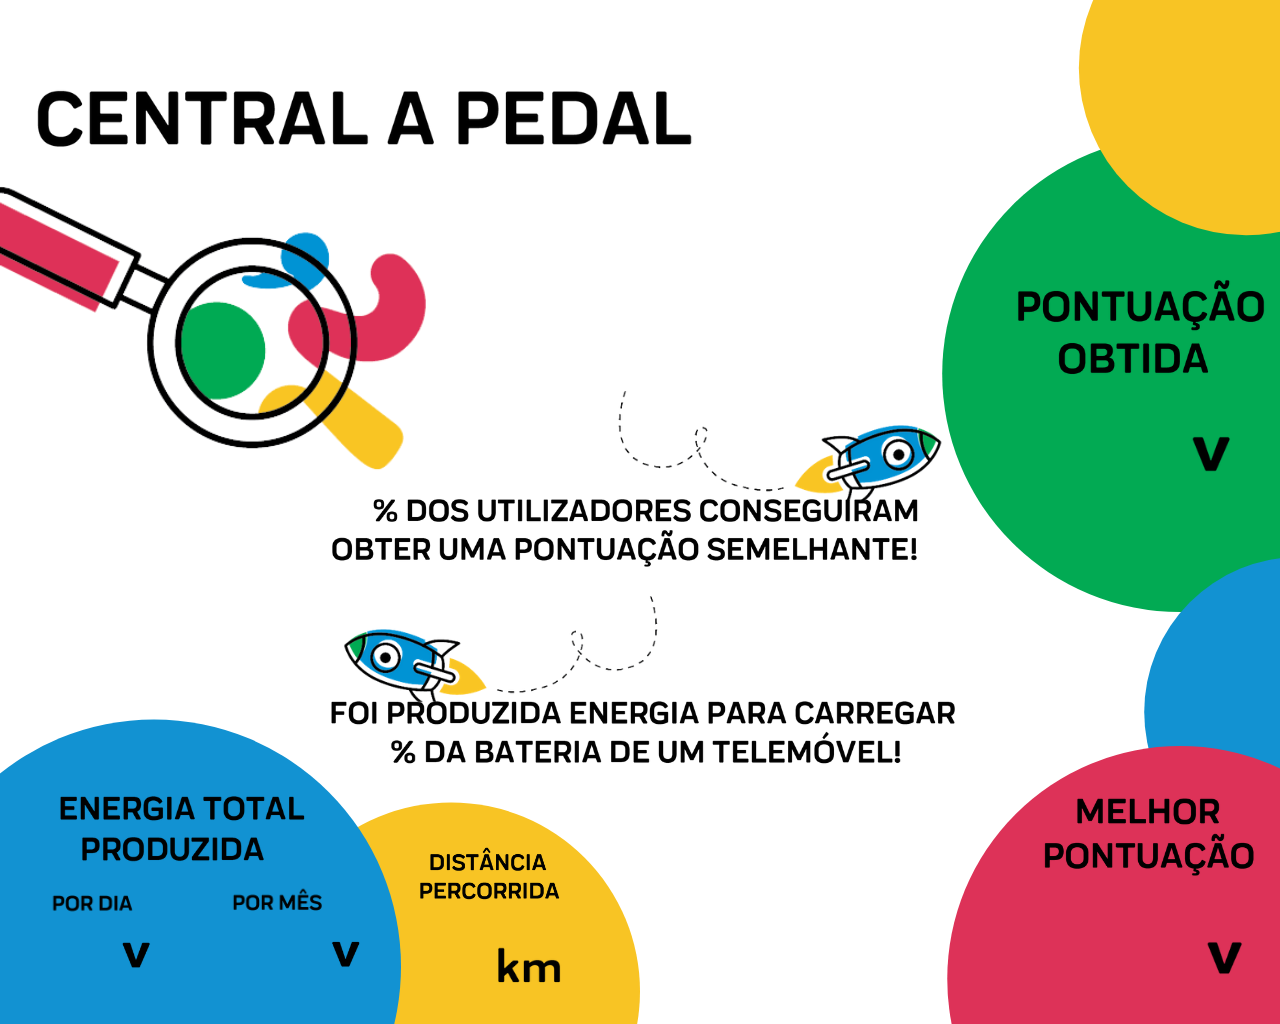 CENTRAL A PEDAL
PONTUAÇÃO
OBTIDA
V
% DOS UTILIZADORES CONSEGUIRAM
OBTER UMA PONTUAÇÃO SEMELHANTE!
FOI PRODUZIDA ENERGIA PARA CARREGAR
% DA BATERIA DE UM TELEMÓVEL!
ENERGIA TOTAL
PRODUZIDA
POR DIA
POR MÊS
V
V
DISTÂNCIA
PERCORRIDA
km
MELHOR
PONTUAÇÃO
V